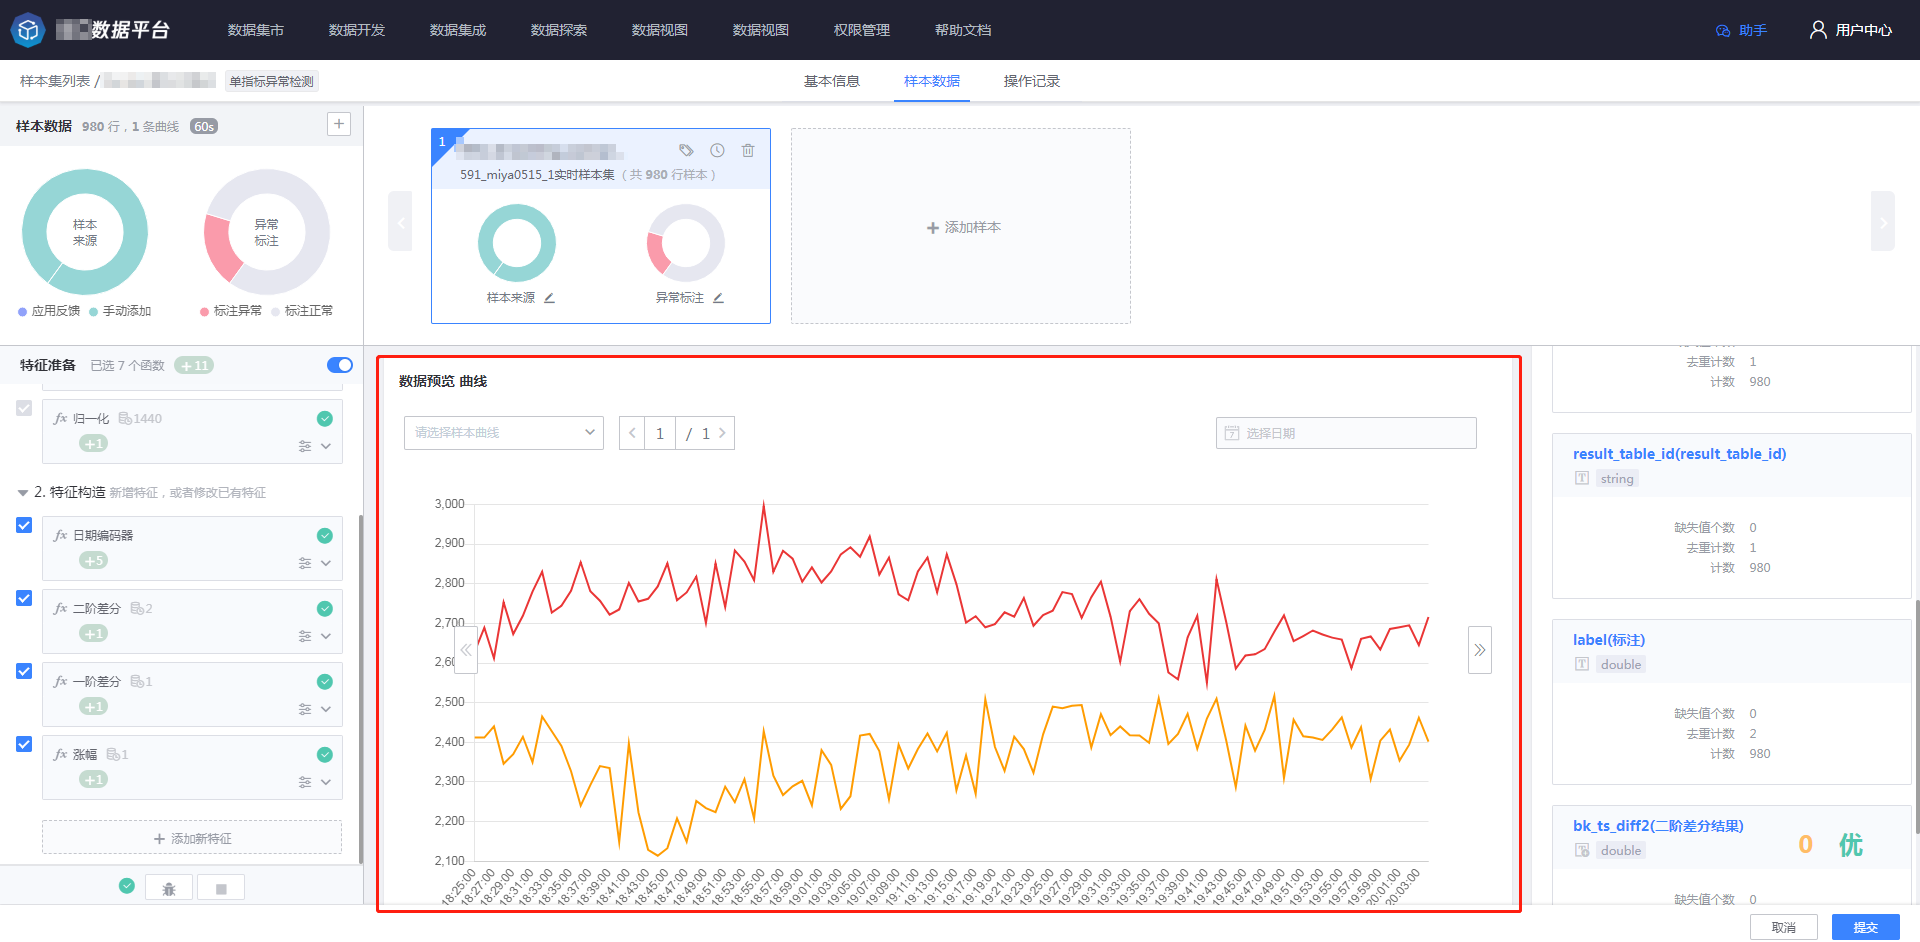 数据平台
数据集市 数据开发 数据集成 数据探索 数据视图 数据视图 权限管理 帮助文档
助手 用户中心
样本集列表 /
单指标异常检测
基本信息 样本数据 操作记录
样本数据 980 行，1 条曲线 60s
样本
来源
异常
标注
应用反馈 手动添加
标注异常 标注正常
1
591_miya0515_1实时样本集（共 980 行样本）
样本来源
异常标注
添加样本
特征准备 已选 7 个函数 +11
fx 归一化 1440
+1
2. 特征构造 新增特征，或者修改已有特征
fx 日期编码器
+5
fx 二阶差分 2
+1
fx 一阶差分 1
+1
fx 涨幅 1
+1
添加新特征
数据预览 曲线
请选择样本曲线
1 / 1
7 选择日期
3,000
2,900
2,800
2,700
2,500
2,400
2,300
2,200
2,100
18:25:00 18:27:00 18:29:00 18:31:00 18:33:00 18:35:00 18:37:00 18:39:00 18:41:00 18:43:00 18:45:00 18:47:00 18:49:00 18:51:00 18:53:00 18:55:00 18:57:00 18:59:00 19:01:00 19:03:00 19:05:00 19:07:00 19:09:00 19:11:00 19:13:00 19:15:00 19:17:00 19:19:00 19:21:00 19:23:00 19:25:00 19:27:00 19:29:00 19:31:00 19:33:00 19:35:00 19:37:00 19:39:00 19:41:00 19:43:00 19:45:00 19:47:00 19:49:00 19:51:00 19:53:00 19:55:00 19:57:00 19:59:00 20:01:00 20:03:00
去重计数 1
计数 980
result_table_id(result_table_id)
T string
缺失值个数 0
去重计数 1
计数 980
label(标注)
T double
缺失值个数 0
去重计数 2
计数 980
bk_ts_diff2(二阶差分结果)
T double
0 优
缺失值个数 0
取消 提交